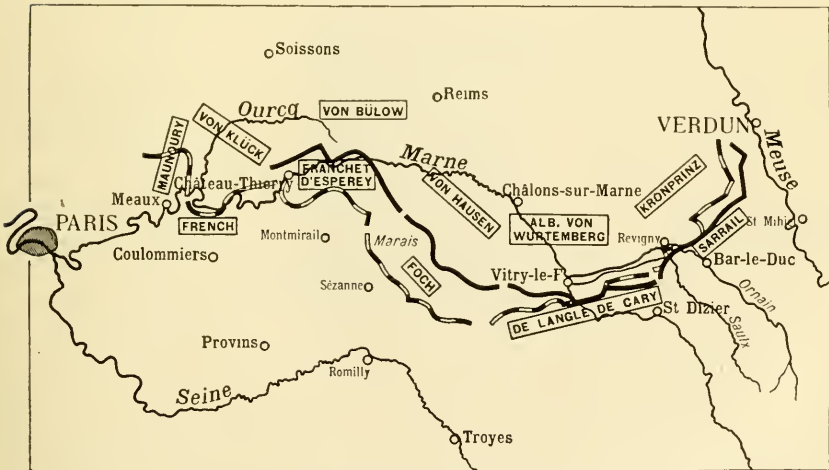 Soissons
Reims
Ourcq
VON BÜLOW
VON KLÜCK
MAUNOURY
VERDUN
Meuse
Marne
Château-Thierry
FRANCHET
D'ESPEREY
VON HAUSEN
KRONPRINZ
Meaux
Châlons-sur-Marne
PARIS
FRENCH
ALB. VON
WURTEMBERG
St Mihiel
Revigny
SARRAIL
Montmirail
Marais
Coulommiers
Bar-le-Duc
FOCH
Vitry-le-F
Sézanne
Ornain
DE LANGLE DE CARY
St Dizier
Saulx
Provins
Romilly
Seine
Troyes